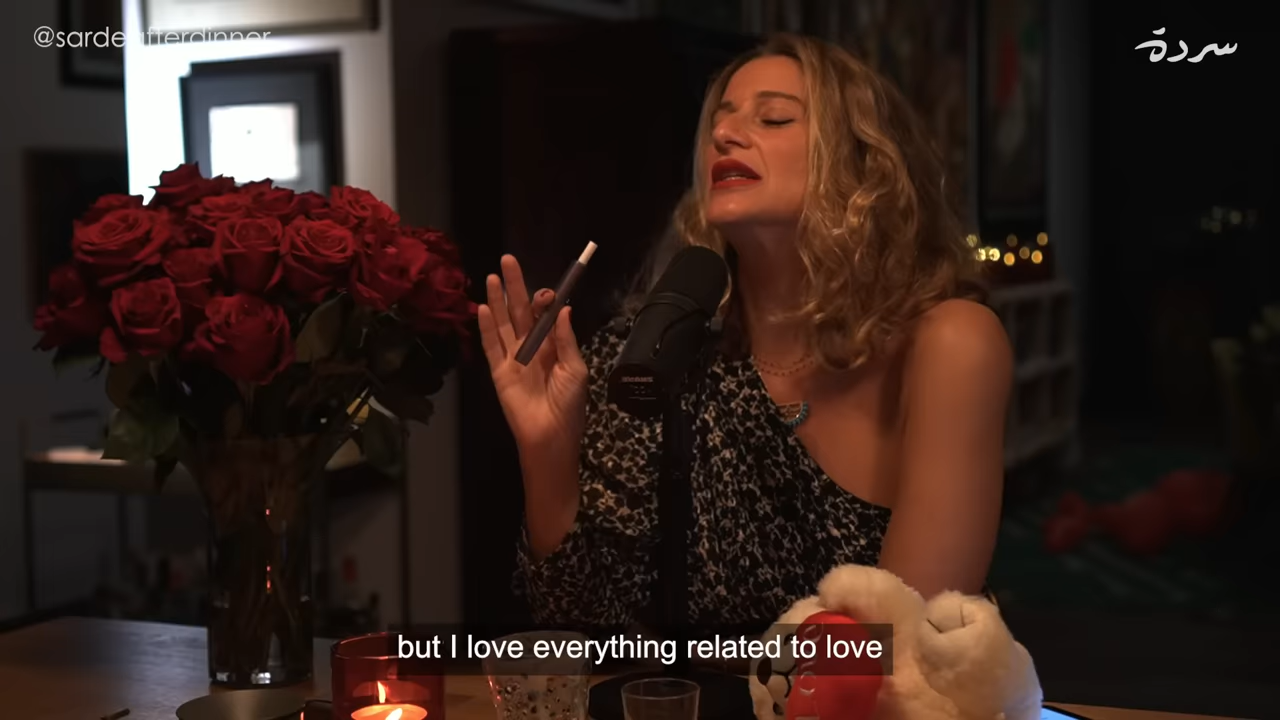 @sardeafterdinner
سردة
but I love everything related to love